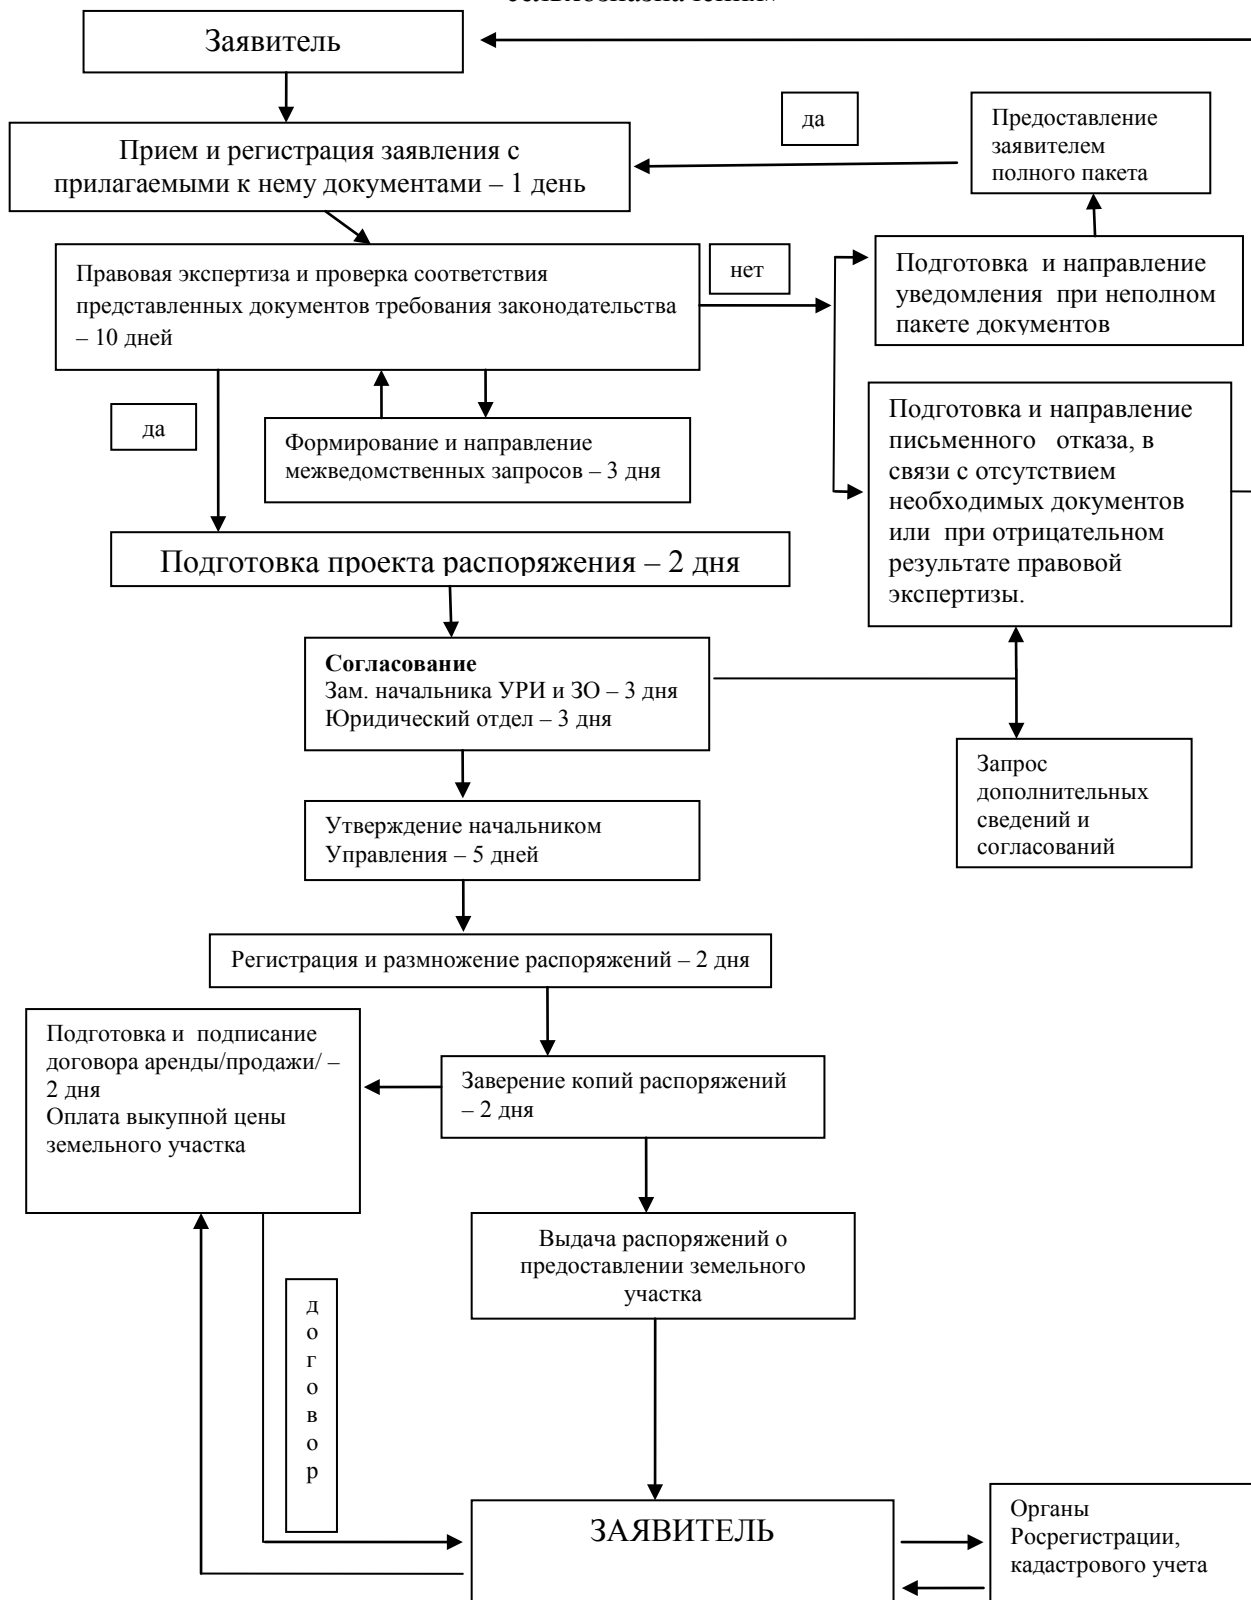 сельхозназначения»
Заявитель
да
Предоставление
заявителем
полного пакета
Прием и регистрация заявления с
прилагаемыми к нему документами – 1 день
Правовая экспертиза и проверка соответствия
представленных документов требования законодательства
– 10 дней
нет
Подготовка и направление
уведомления при неполном
пакете документов
да
Формирование и направление
межведомственных запросов – 3 дня
Подготовка и направление
письменного отказа, в
связи с отсутствием
необходимых документов
или при отрицательном
результате правовой
экспертизы.
Подготовка проекта распоряжения – 2 дня
Согласование
Зам. начальника УРИ и ЗО – 3 дня
Юридический отдел – 3 дня
Запрос
дополнительных
сведений и
согласований
Утверждение начальником
Управления – 5 дней
Регистрация и размножение распоряжений – 2 дня
Подготовка и подписание
договора аренды/продажи/ –
2 дня
Оплата выкупной цены
земельного участка
Заверение копий распоряжений
– 2 дня
Выдача распоряжений о
предоставлении земельного
участка
д
о
г
о
в
о
р
ЗАЯВИТЕЛЬ
Органы
Росрегистрации,
кадастрового учета